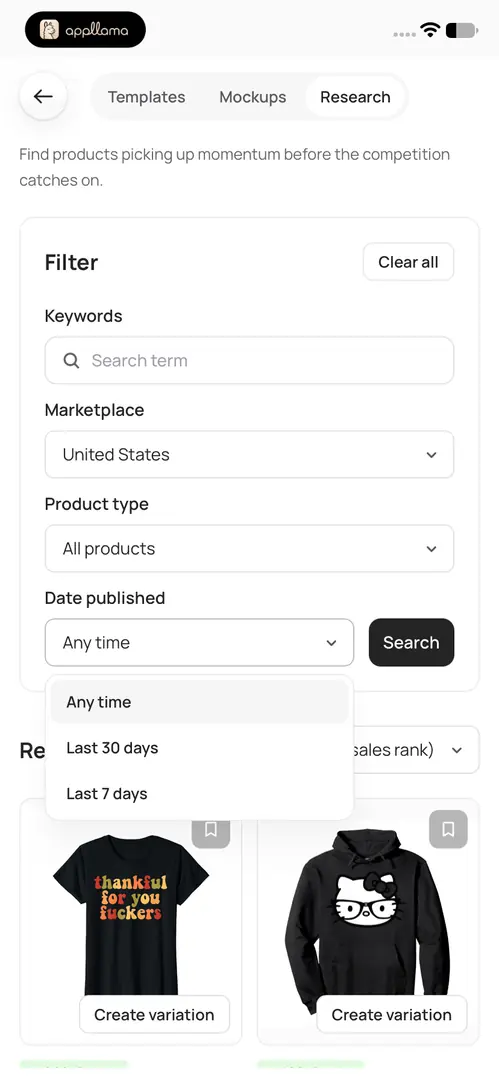 appllama
Templates Mockups Research
Find products picking up momentum before the competition
catches on.
Filter
Clear all
Keywords
Search term
Marketplace
United States
Product type
All products
Date published
Any time
Search
Any time
Last 30 days
Last 7 days
sales rank)
thankful
for you
fuckers
Create variation
Create variation